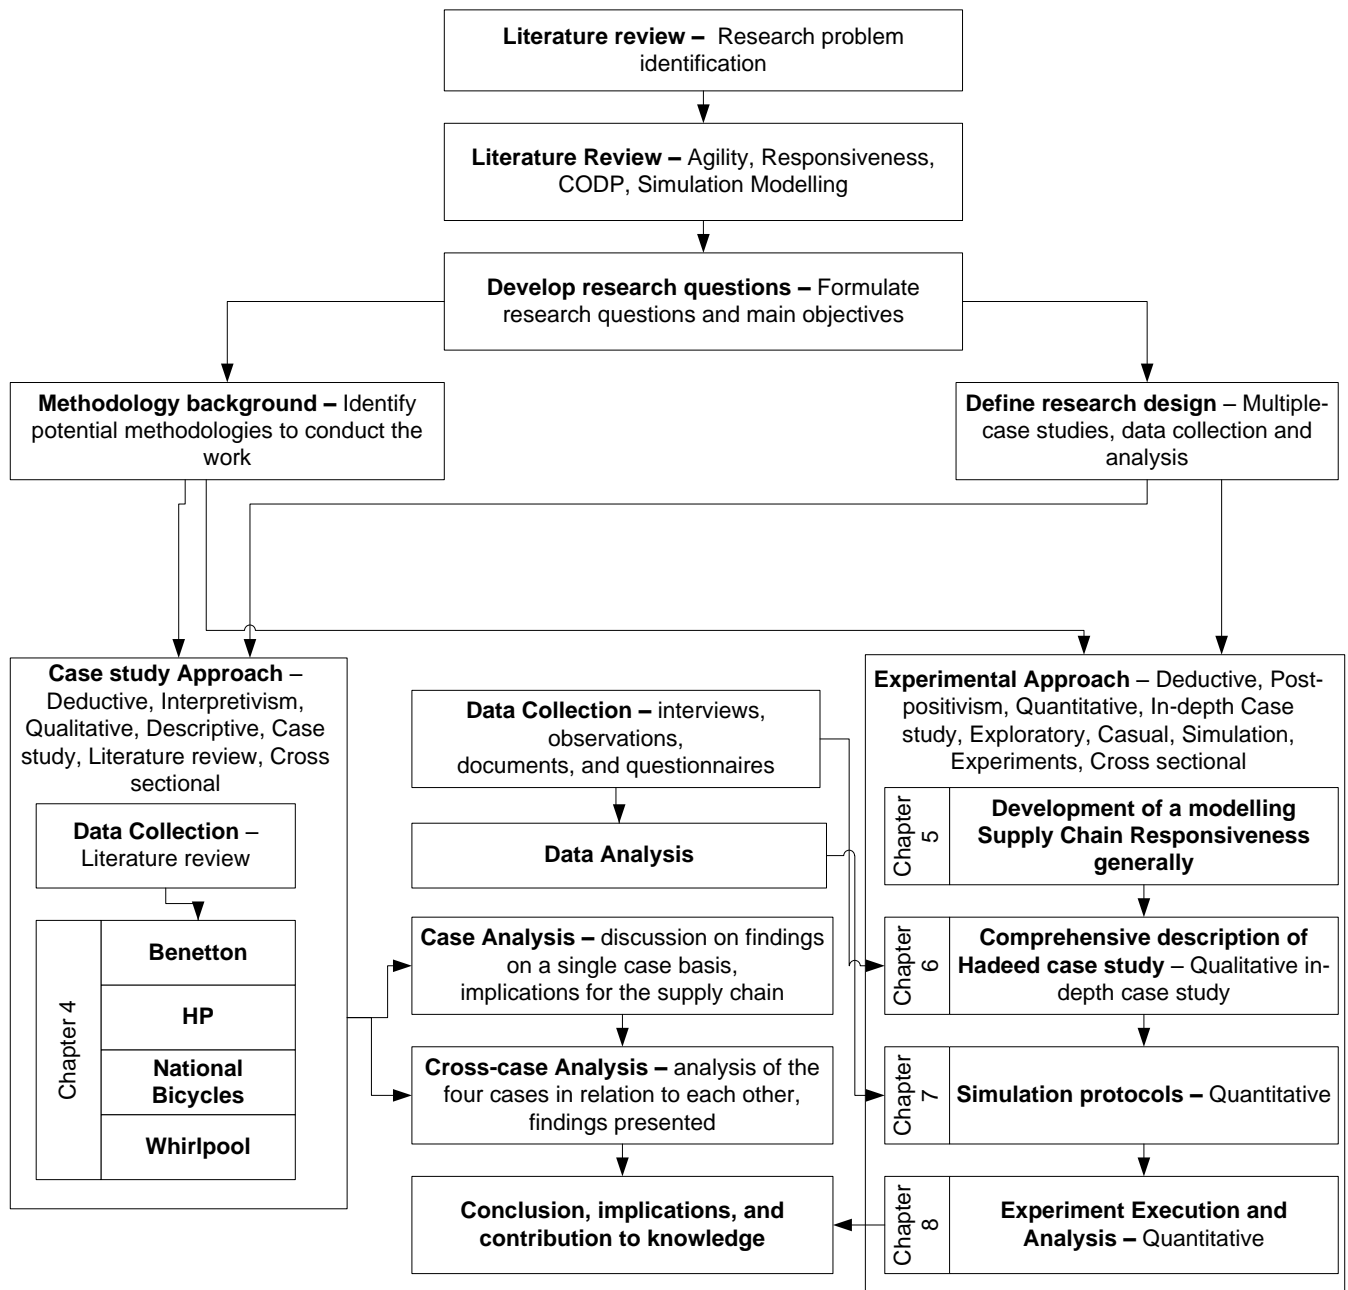 Literature review – Research problem
identification
Literature Review – Agility, Responsiveness,
CODP, Simulation Modelling
Develop research questions – Formulate
research questions and main objectives
Methodology background – Identify
potential methodologies to conduct the
work
Define research design – Multiple-
case studies, data collection and
analysis
Case study Approach –
Deductive, Interpretivism,
Qualitative, Descriptive, Case
study, Literature review, Cross
sectional
Data Collection –
Literature review
Chapter 4
Benetton
HP
National
Bicycles
Whirlpool
Data Collection – interviews,
observations,
documents, and questionnaires
Data Analysis
Case Analysis – discussion on findings
on a single case basis,
implications for the supply chain
Cross-case Analysis – analysis of the
four cases in relation to each other,
findings presented
Conclusion, implications, and
contribution to knowledge
Experimental Approach – Deductive, Post-
positivism, Quantitative, In-depth Case
study, Exploratory, Casual, Simulation,
Experiments, Cross sectional
Chapter
5
Development of a modelling
Supply Chain Responsiveness
generally
Chapter
6
Comprehensive description of
Hadeed case study – Qualitative in-
depth case study
Chapter
7
Simulation protocols – Quantitative
Chapter
8
Experiment Execution and
Analysis – Quantitative